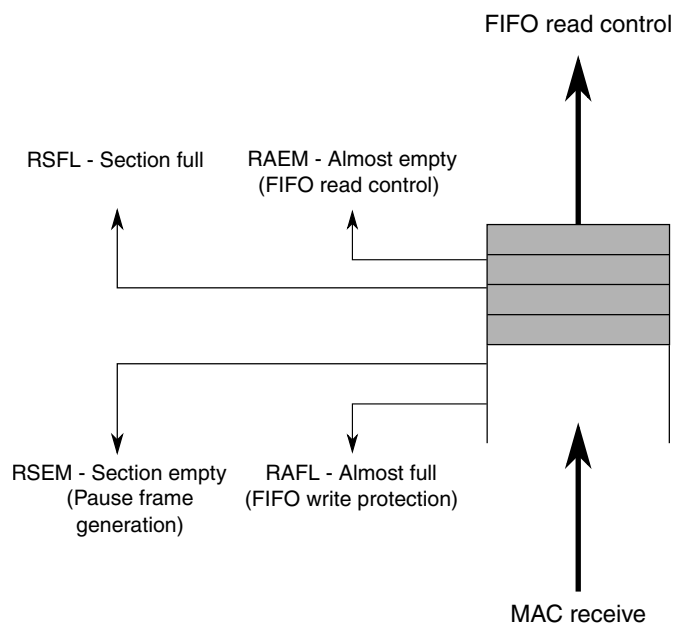 FIFO read control
RSFL - Section full
RAEM - Almost empty
(FIFO read control)
RSEM - Section empty
(Pause frame
generation)
RAFL - Almost full
(FIFO write protection)
MAC receive